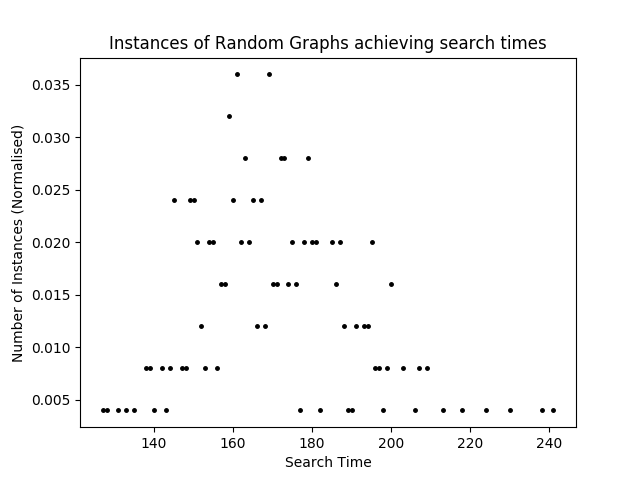 Instances of Random Graphs achieving search times
Number of Instances (Normalised)
0.035
0.030
0.025
0.020
0.015
0.010
0.005
140 160 180 200 220 240
Search Time